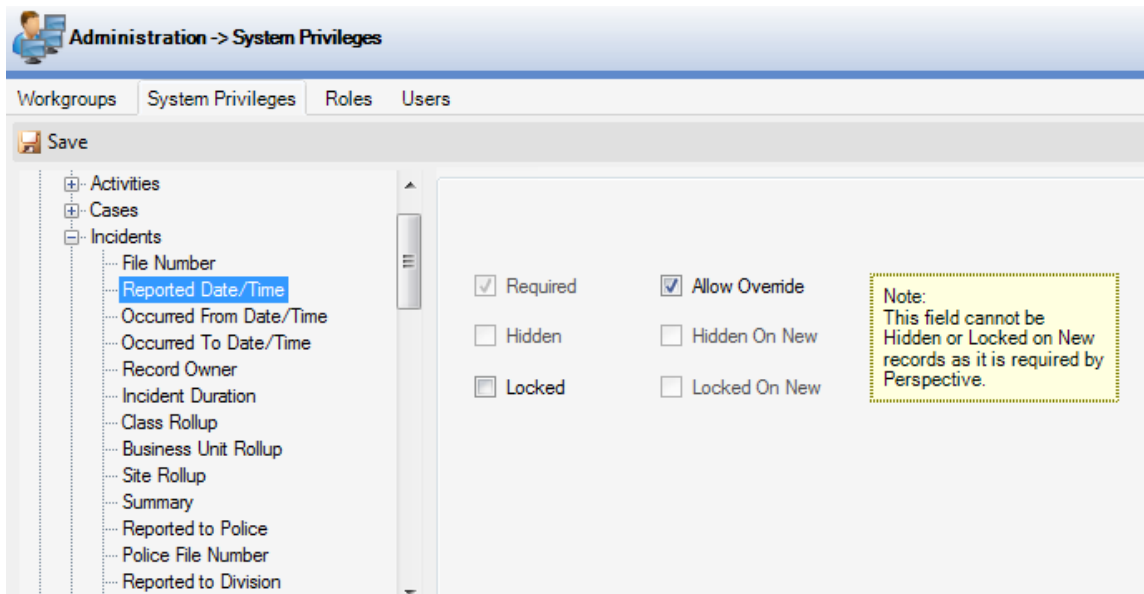 Administration -> System Privileges
Workgroups System Privileges Roles Users
Save
Activities
Cases
Incidents
File Number
Reported Date/Time
Occurred From Date/Time
Occurred To Date/Time
Record Owner
Incident Duration
Class Rollup
Business Unit Rollup
Site Rollup
Summary
Reported to Police
Police File Number
Reported to Division
Required Allow Override
Hidden Hidden On New
Locked Locked On New
Note:
This field cannot be
Hidden or Locked on New
records as it is required by
Perspective.